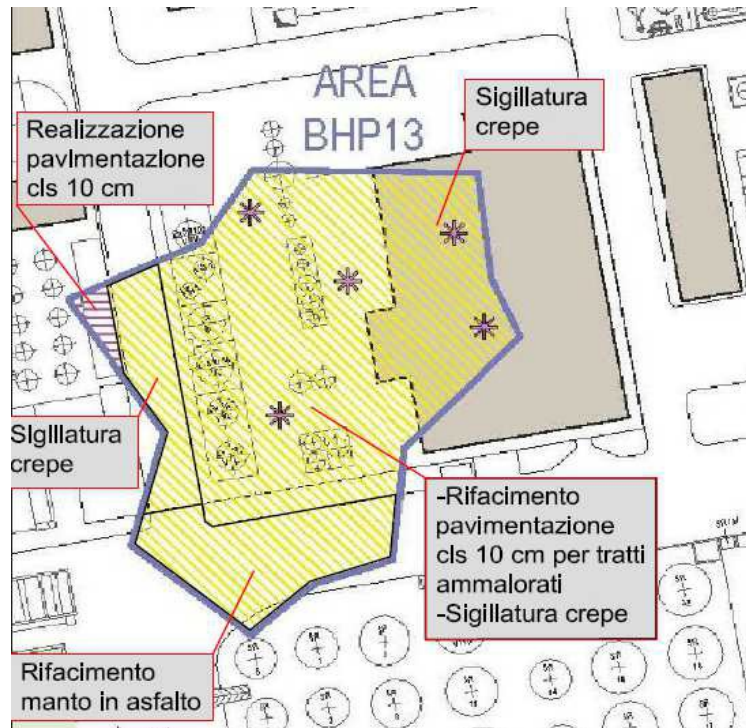 AREA
BHP13
Sigillatura
crepe
Realizzazione
pavimentazione
cls 10 cm
Sigillatura
crepe
-Rifacimento
pavimentazione
cls 10 cm per tratti
ammalorati
-Sigillatura crepe
Rifacimento
manto in asfalto